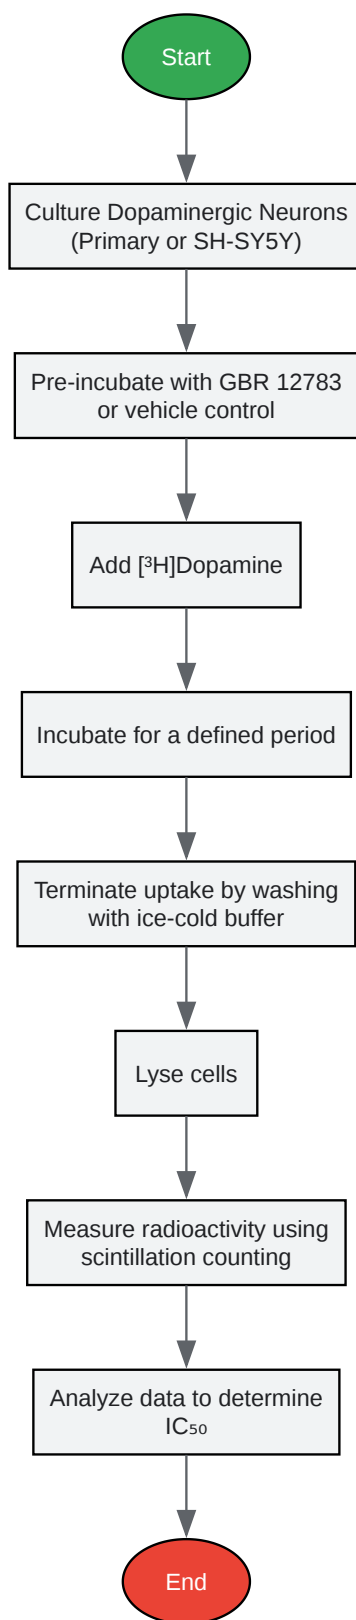 Start
Culture Dopaminergic Neurons
(Primary or SH-SY5Y)
Pre-incubate with GBR 12783
or vehicle control
Add [³H]Dopamine
Incubate for a defined period
Terminate uptake by washing
with ice-cold buffer
Lyse cells
Measure radioactivity using
scintillation counting
Analyze data to determine
IC₅₀
End